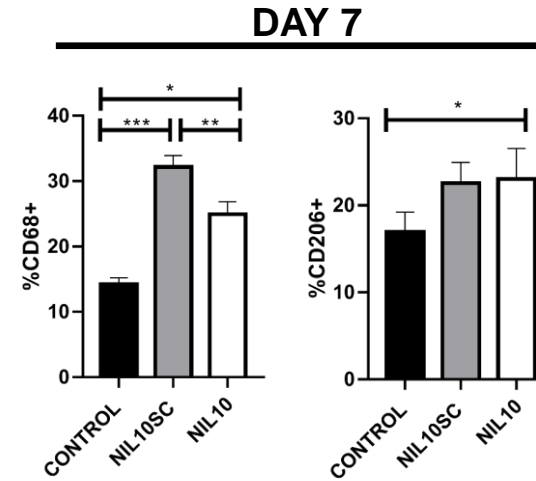 DAY 7
%CD68+
40
30
20
10
0
*
***
**
CONTROL
NIL10SC
NIL10
%CD206+
30
20
10
0
*
CONTROL
NIL10SC
NIL10